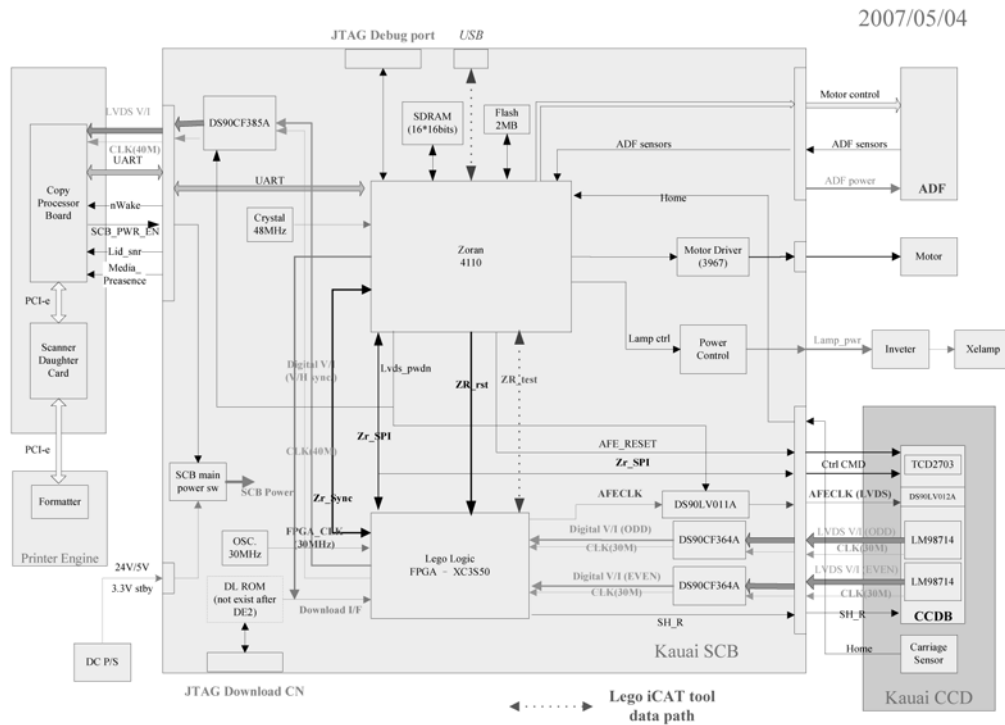 2007/05/04
JTAG Debug port
USB
LVDS V/I
CLK(40M)
UART
Copy
Processor
Board
nWake
SCB_PWR_EN
Lid_snr
Media_
Preasence
PCI-e
Scanner
Daughter
Card
PCI-e
Formatter
Printer Engine
24V/5V
3.3V stby
DC P/S
DS90CF385A
SDRAM
(16*16bits)
Flash
2MB
UART
Crystal
48MHz
Zoran
4110
ADF sensors
Home
Motor Driver
(3967)
Lamp ctrl
Power
Control
Motor control
ADF sensors
ADF power
ADF
Motor
Lamp_pwr
Inveter
Xelamp
Digital V/I
(V/H sync)
Lvds_pwdn
ZR_rst
ZR_test
CLK(40M)
Zr_SPI
Zr_Sync
AFE_RESET
Zr_SPI
Ctrl CMD
TCD2703
SCB main
power sw
SCB Power
FPGA_CLK
(30MHz)
OSC.
30MHz
DL ROM
(not exist after
DE2)
Download I/F
JTAG Download CN
Lego Logic
FPGA - XC3S50
AFECLK
DS90LV011A
AFECLK (LVDS)
DS90LV012A
Digital V/I (ODD)
CLK(30M)
DS90CF364A
LVDS V/I (ODD)
CLK(30M)
LM98714
Digital V/I (EVEN)
CLK(30M)
DS90CF364A
LVDS V/I (EVEN)
CLK(30M)
LM98714
SH_R
SH_R
CCDB
Kauai SCB
Home
Carriage
Sensor
Kauai CCD
Lego iCAT tool
data path